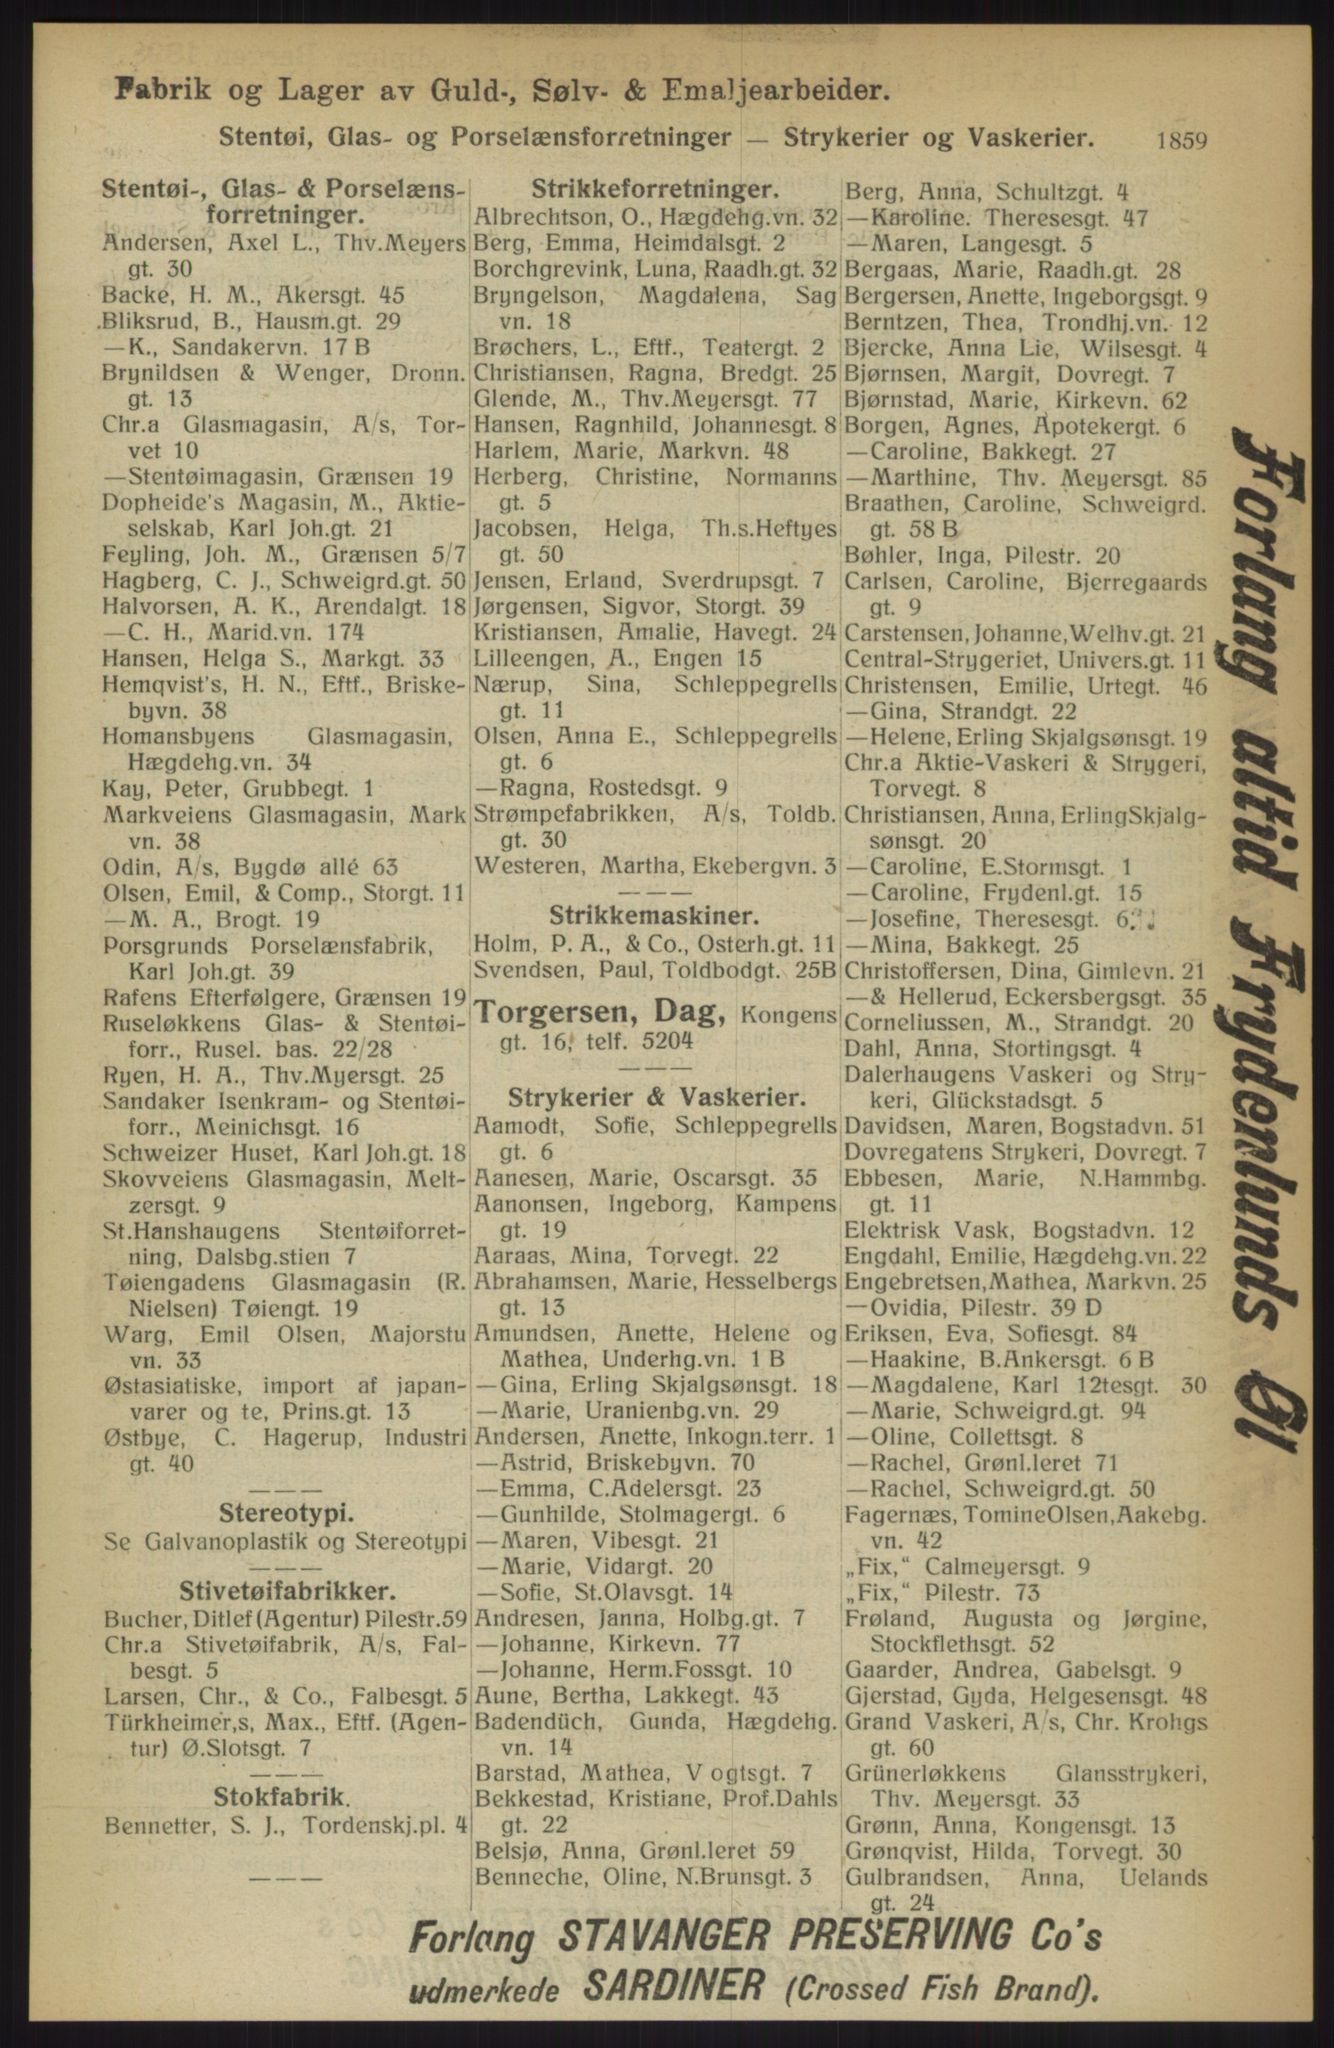 Fabrik og Lager av Guld-, Sølv- & Emaljearbeider.
Stentøi, Glas- og Porselænsforretninger — Strykerier og Vaskerier. 1859
Stentøi-, Glas- & Porselæns-
forretninger.
Andersen, Axel L., Thv.Meyers
gt. 30
Backe, H. M., Akersgt. 45
Bliksrud, B., Hausm.gt. 29
—K., Sandakervn. 17 B
Brynildsen & Wenger, Dronn.
gt. 13
Chr.a Glasmagasin, A/s, Tor-
vet 10
—Stentøimagasin, Grænsen 19
Dopheide's Magasin, M., Aktie-
selskab, Karl Joh.gt. 21
Feyling, Joh. M., Grænsen 5/7
Hagberg, C. J., Schweigrd.gt. 50
Halvorsen, A. K., Arendalgt. 18
—C. H., Marid.vn. 174
Hansen, Helga S., Markgt. 33
Hemqvist's, H. N., Eftf., Briske-
byvn. 38
Homansbyens Glasmagasin,
Hægdehg.vn. 34
Kay, Peter, Grubbegt. 1
Markveiens Glasmagasin, Mark
vn. 38
Odin, A/s, Bygdø allé 63
Olsen, Emil, & Comp., Storgt. 11
—M. A., Brogt. 19
Porsgrunds Porselænsfabrik,
Karl Joh.gt. 39
Rafens Efterfølgere, Grænsen 19
Ruseløkkens Glas- & Stentøi-
forr., Rusel. bas. 22/28
Ryen, H. A., Thv.Myersgt. 25
Sandaker Isenkram- og Stentøi-
forr., Meinichsgt. 16
Schweizer Huset, Karl Joh.gt. 18
Skovveiens Glasmagasin, Melt-
zersgt. 9
St.Hanshaugens Stentøiforret-
ning, Dalsbg.stien 7
Tøiengadens Glasmagasin (R.
Nielsen) Tøiengt. 19
Warg, Emil Olsen, Majorstu
vn. 33
Østasiatiske, import af japan-
varer og te, Prins.gt. 13
Østbye, C. Hagerup, Industri
gt. 40
———
Stereotypi.
Se Galvanoplastik og Stereotypi
———
Stivetøifabrikker.
Bucher, Ditlef (Agentur) Pilestr.59
Chr.a Stivetøifabrik, A/s, Fal-
besgt. 5
Larsen, Chr., & Co., Falbesgt. 5
Türkheimer,s, Max., Eftf. (Agen-
tur) Ø.Slotsgt. 7
———
Stokfabrik.
Bennetter, S. J., Tordenskj.pl. 4
———
Strikkeforretninger.
Albrechtson, O., Hægdehg.vn. 32
Berg, Emma, Heimdalsgt. 2
Borchgrevink, Luna, Raadh.gt. 32
Bryngelson, Magdalena, Sag
vn. 18
Brøchers, L., Eftf., Teatergt. 2
Christiansen, Ragna, Bredgt. 25
Glende, M., Thv.Meyersgt. 77
Hansen, Ragnhild, Johannesgt. 8
Harlem, Marie, Markvn. 48
Herberg, Christine, Normanns
gt. 5
Jacobsen, Helga, Th.s.Heftyes
gt. 50
Jensen, Erland, Sverdrupsgt. 7
Jørgensen, Sigvor, Storgt. 39
Kristiansen, Amalie, Havegt. 24
Lilleengen, A., Engen 15
Nærup, Sina, Schleppegrells
gt. 11
Olsen, Anna E., Schleppegrells
gt. 6
—Ragna, Rostedsgt. 9
Strømpefabrikken, A/s, Toldb.
gt. 30
Westeren, Martha, Ekebergvn. 3
———
Strikkemaskiner.
Holm, P. A., & Co., Osterh.gt. 11
Svendsen, Paul, Toldbodgt. 25B
Torgersen, Dag, Kongens
gt. 16, telf. 5204
———
Strykerier & Vaskerier.
Aamodt, Sofie, Schleppegrells
gt. 6
Aanesen, Marie, Oscarsgt. 35
Aanonsen, Ingeborg, Kampens
gt. 19
Aaraas, Mina, Torvegt. 22
Abrahamsen, Marie, Hesselbergs
gt. 13
Amundsen, Anette, Helene og
Mathea, Underhg.vn. 1 B
—Gina, Erling Skjalgsønsgt. 18
—Marie, Uranienbg.vn. 29
Andersen, Anette, Inkogn.terr. 1
—Astrid, Briskebyvn. 70
—Emma, C.Adelersgt. 23
—Gunhilde, Stolmagergt. 6
—Maren, Vibesgt. 21
—Marie, Vidargt. 20
—Sofie, St.Olavsgt. 14
Andresen, Janna, Holbg.gt. 7
—Johanne, Kirkevn. 77
—Johanne, Herm.Fossgt. 10
Aune, Bertha, Lakkegt. 43
Badendüch, Gunda, Hægdehg.
vn. 14
Barstad, Mathea, Vogtsgt. 7
Bekkestad, Kristiane, Prof.Dahls
gt. 22
Belsjø, Anna, Grønl.leret 59
Benneche, Oline, N.Brunsgt. 3
Berg, Anna, Schultzgt. 4
—Karoline. Theresesgt. 47
—Maren, Langesgt. 5
Bergaas, Marie, Raadh.gt. 28
Bergersen, Anette, Ingeborgsgt. 9
Berntzen, Thea, Trondhj.vn. 12
Bjercke, Anna Lie, Wilsesgt. 4
Bjørnsen, Margit, Dovregt. 7
Bjørnstad, Marie, Kirkevn. 62
Borgen, Agnes, Apotekergt. 6
—Caroline, Bakkegt. 27
—Marthine, Thv. Meyersgt. 85
Braathen, Caroline, Schweigrd.
gt. 58 B
Bøhler, Inga, Pilestr. 20
Carlsen, Caroline, Bjerregaards
gt. 9
Carstensen, Johanne, Welhv.gt. 21
Central-Strygeriet, Univers.gt. 11
Christensen, Emilie, Urtegt. 46
—Gina, Strandgt. 22
—Helene, Erling Skjalgsønsgt. 19
Chr.a Aktie-Vaskeri & Strygeri,
Torvegt. 8
Christiansen, Anna, ErlingSkjalg-
sønsgt. 20
—Caroline, E.Stormsgt. 1
—Caroline, Frydenl.gt. 15
—Josefine, Theresesgt.
—Mina, Bakkegt. 25
Christoffersen, Dina, Gimlevn. 21
—& Hellerud, Eckersbergsgt. 35
Corneliussen, M., Strandgt. 20
Dahl, Anna, Stortingsgt. 4
Dalerhaugens Vaskeri og Stry-
keri, Glückstadsgt. 5
Davidsen, Maren, Bogstadvn. 51
Dovregatens Strykeri, Dovregt. 7
Ebbesen, Marie, N.Hammbg.
gt. 11
Elektrisk Vask, Bogstadvn. 12
Engdahl, Emilie, Hægdehg.vn. 22
Engebretsen,Mathea, Markvn. 25
—Ovidia, Pilestr. 39 D
Eriksen, Eva, Sofiesgt. 84
—Haakine, B.Ankersgt. 6 B
—Magdalene, Karl 12tesgt. 30
—Marie, Schweigrd.gt. 94
—Oline, Collettsgt. 8
—Rachel, Grønl.leret 71
—Rachel, Schweigrd.gt. 50
Fagernæs, TomineOlsen,Aakebg.
vn. 42
„Fix,“ Calmeyersgt. 9
„Fix,“ Pilestr. 73
Frøland, Augusta og Jørgine,
Stockflethsgt. 52
Gaarder, Andrea, Gabelsgt. 9
Gjerstad, Gyda, Helgesensgt. 48
Grand Vaskeri, A/s, Chr. Krohgs
gt. 60
Grünerløkkens Glansstrykeri,
Thv. Meyersgt. 33
Grønn, Anna, Kongensgt. 13
Grønqvist, Hilda, Torvegt. 30
Gulbrandsen, Anna, Uelands
gt. 24
Forlang altid Frydenlunds Øl
Forlang STAVANGER PRESERVING Co's
udmerkede SARDINER (Crossed Fish Brand).